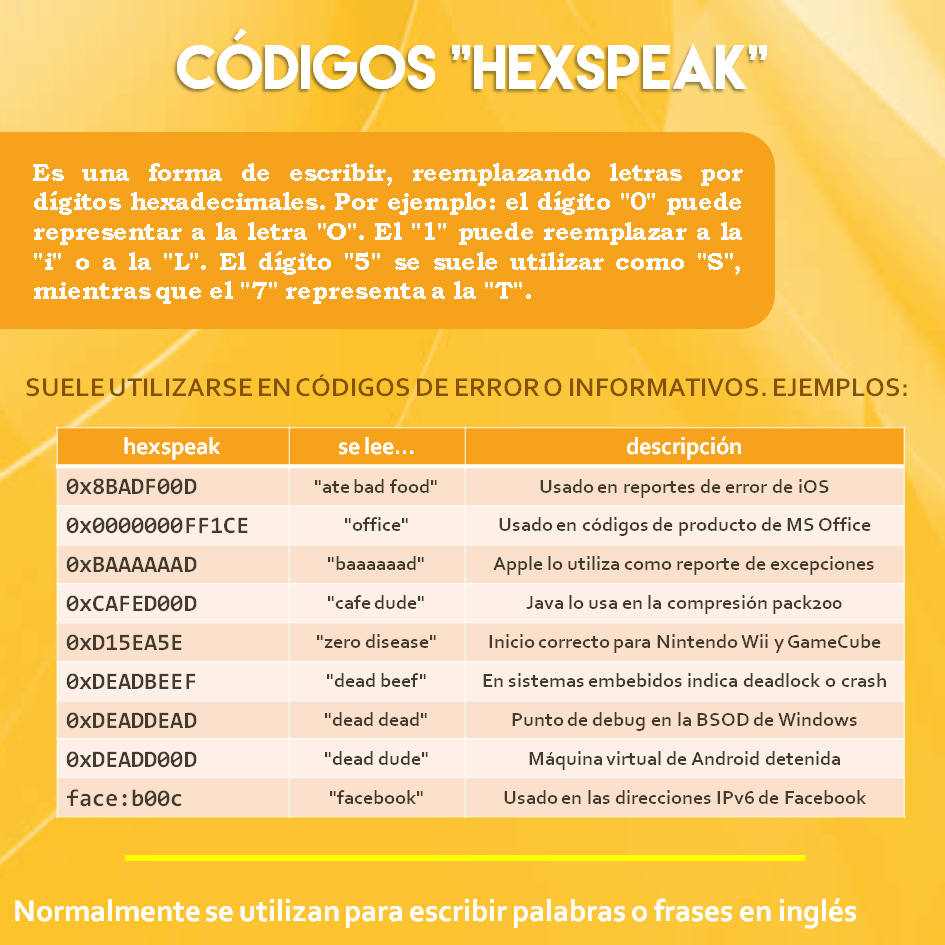 CÓDIGOS "HEXSPEAK"
Es una forma de escribir, reemplazando letras por
dígitos hexadecimales. Por ejemplo: el dígito "0" puede
representar a la letra "O". El "1" puede reemplazar a la
"i" o a la "L". El dígito "5" se suele utilizar como "S",
mientras que el "7" representa a la "T".
SUELE UTILIZARSE EN CÓDIGOS DE ERROR O INFORMATIVOS. EJEMPLOS:
hexspeak se lee... descripción
0x8BADF00D "ate bad food" Usado en reportes de error de iOS
0x0000000FF1CE "office" Usado en códigos de producto de MS Office
0xBAAAAAAD "baaaaaad" Apple lo utiliza como reporte de excepciones
0xCAFED00D "cafe dude" Java lo usa en la compresión pack200
0xD15EA5E "zero disease" Inicio correcto para Nintendo Wii y GameCube
0xDEADBEEF "dead beef" En sistemas embebidos indica deadlock o crash
0xDEADDEAD "dead dead" Punto de debug en la BSOD de Windows
0xDEADD00D "dead dude" Máquina virtual de Android detenida
face:b00c "facebook" Usado en las direcciones IPv6 de Facebook
Normalmente se utilizan para escribir palabras o frases en inglés